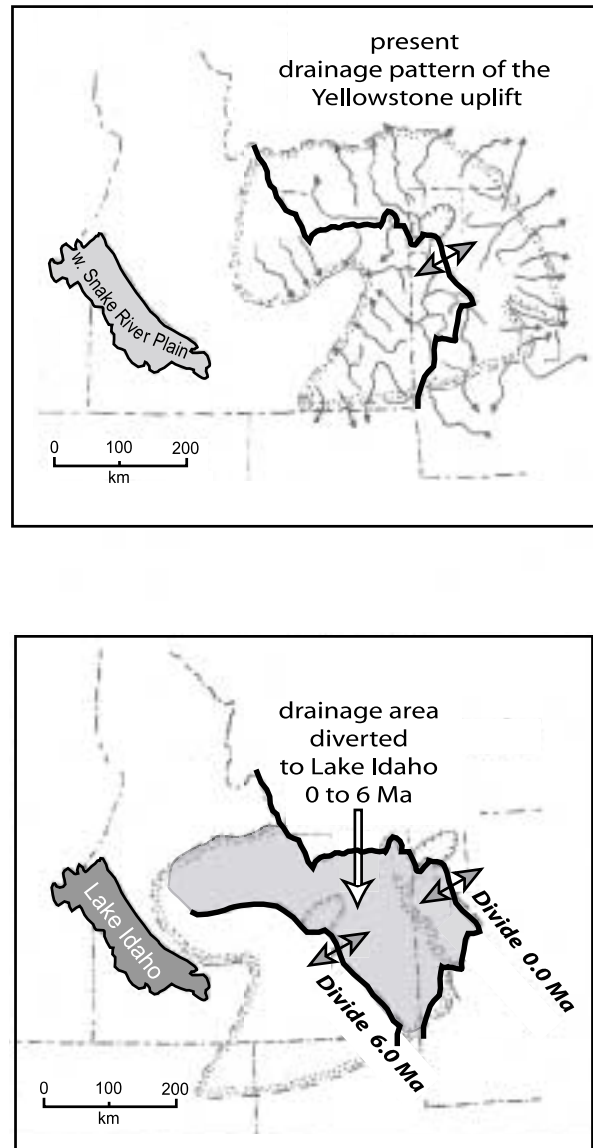 present
drainage pattern of the
Yellowstone uplift
w. Snake River Plain
0 100 200
km
drainage area
diverted
to Lake Idaho
0 to 6 Ma
Lake Idaho
Divide 0.0 Ma
Divide 6.0 Ma
0 100 200
km